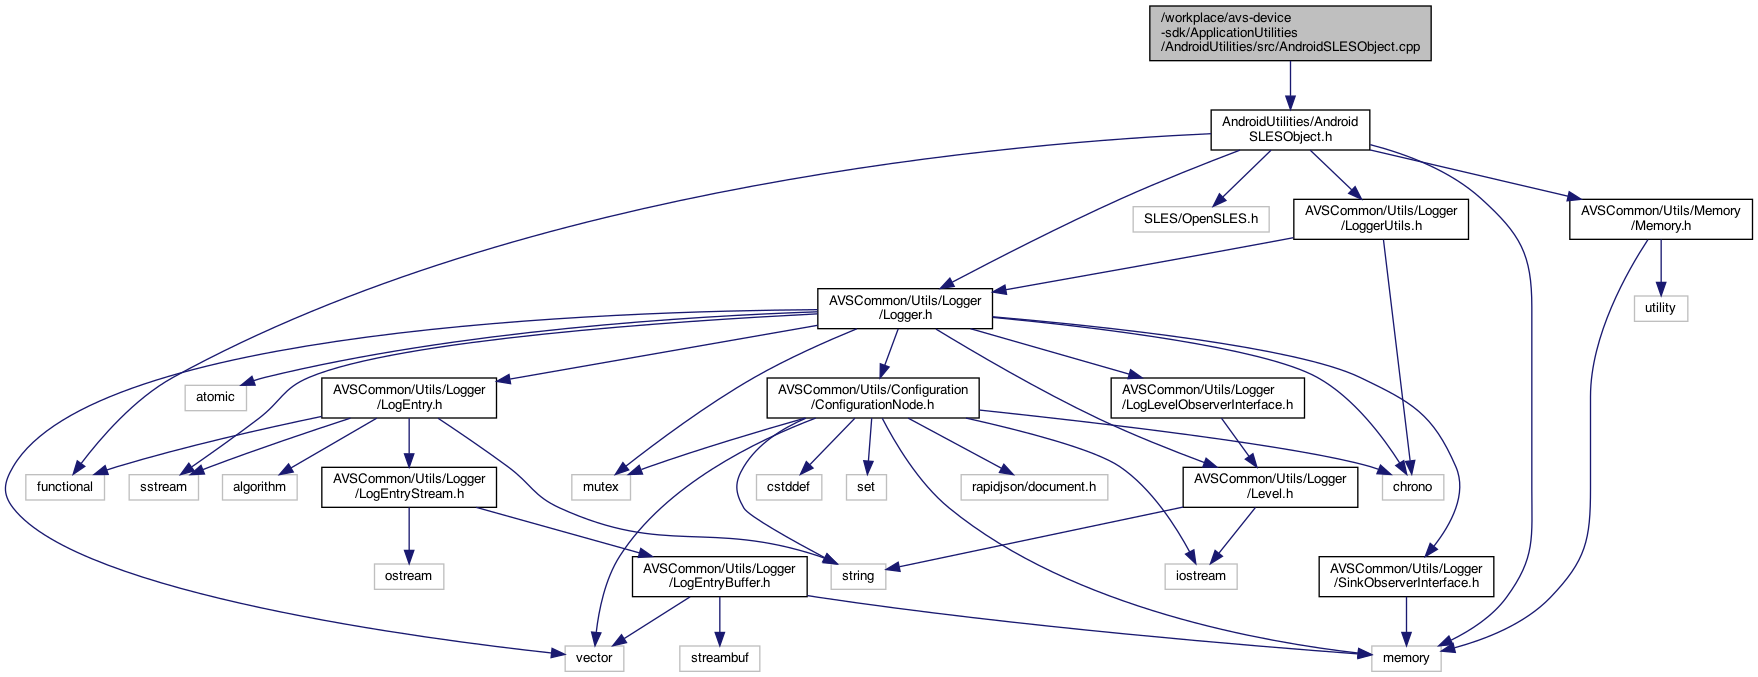 /workplace/avs-device
-sdk/ApplicationUtilities
/AndroidUtilities/src/AndroidSLESObject.cpp
AndroidUtilities/Android
SLESObject.h
SLES/OpenSLES.h
AVSCommon/Utils/Logger
/LoggerUtils.h
AVSCommon/Utils/Memory
/Memory.h
AVSCommon/Utils/Logger
/Logger.h
utility
atomic
AVSCommon/Utils/Logger
/LogEntry.h
AVSCommon/Utils/Configuration
/ConfigurationNode.h
AVSCommon/Utils/Logger
/LogLevelObserverInterface.h
functional
sstream
algorithm
AVSCommon/Utils/Logger
/LogEntryStream.h
mutex
cstddef
set
rapidjson/document.h
AVSCommon/Utils/Logger
/Level.h
chrono
ostream
AVSCommon/Utils/Logger
/LogEntryBuffer.h
string
iostream
AVSCommon/Utils/Logger
/SinkObserverInterface.h
vector
streambuf
memory